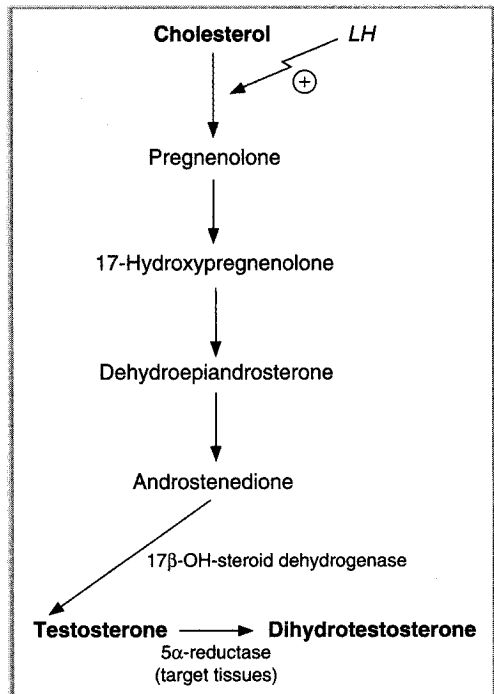 Cholesterol LH
+
Pregnenolone
17-Hydroxypregnenolone
Dehydroepiandrosterone
Androstenedione
17β-OH-steroid dehydrogenase
Testosterone Dihydrotestosterone
5α-reductase
(target tissues)